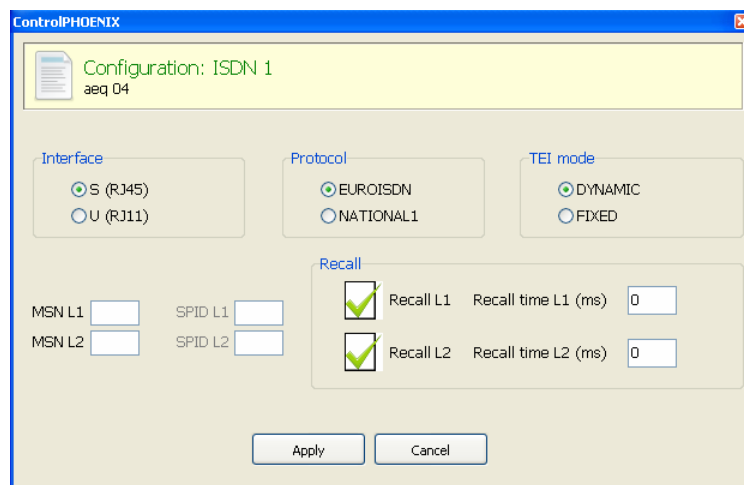 ControlPHOENIX
Configuration: ISDN 1
aeq 04
Interface
S (RJ45)
U (RJ11)
Protocol
EUROISDN
NATIONAL1
TEI mode
DYNAMIC
FIXED
MSN L1
SPID L1
MSN L2
SPID L2
Recall
Recall L1 Recall time L1 (ms) 0
Recall L2 Recall time L2 (ms) 0
Apply
Cancel